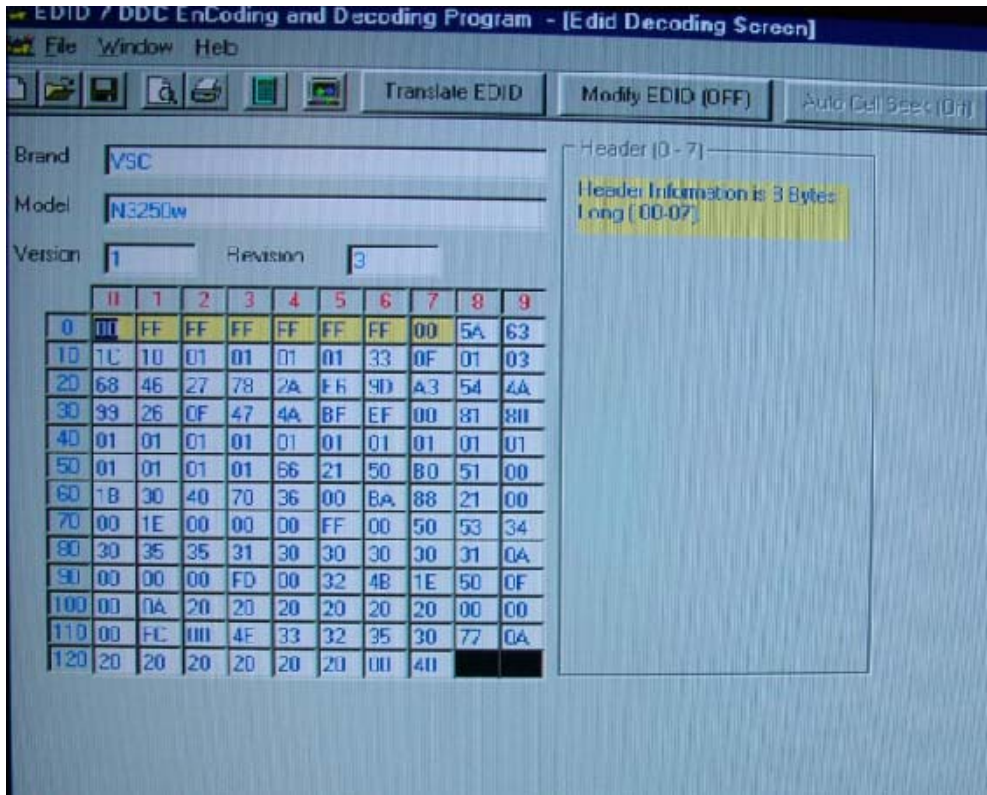 EDID / DDC EnCoding and Decoding Program - [Edid Decoding Screen]
File Window Help
Translate EDID Modify EDID (OFF) Auto Cell Seek (Off)
Brand VSC
Model N3250w
Version 1 Revision 3
Header (0 - 7)
Header Information is 8 Bytes
Long [ 00-07]
0 1 2 3 4 5 6 7 8 9
0 00 FF FF FF FF FF FF 00 5A 63
10 1C 10 01 01 01 01 33 0F 01 03
20 68 46 27 78 2A E6 9D A3 54 4A
30 99 26 0F 47 4A BF EF 00 81 80
40 01 01 01 01 01 01 01 01 01 01
50 01 01 01 01 66 21 50 B0 51 00
60 1B 30 40 70 36 00 BA 88 21 00
70 00 1E 00 00 00 FF 00 50 53 34
80 30 35 35 31 30 30 30 30 31 0A
90 00 00 00 FD 00 32 4B 1E 50 0F
100 00 0A 20 20 20 20 20 20 00 00
110 00 FC 00 4E 33 32 35 30 77 0A
120 20 20 20 20 20 20 00 40